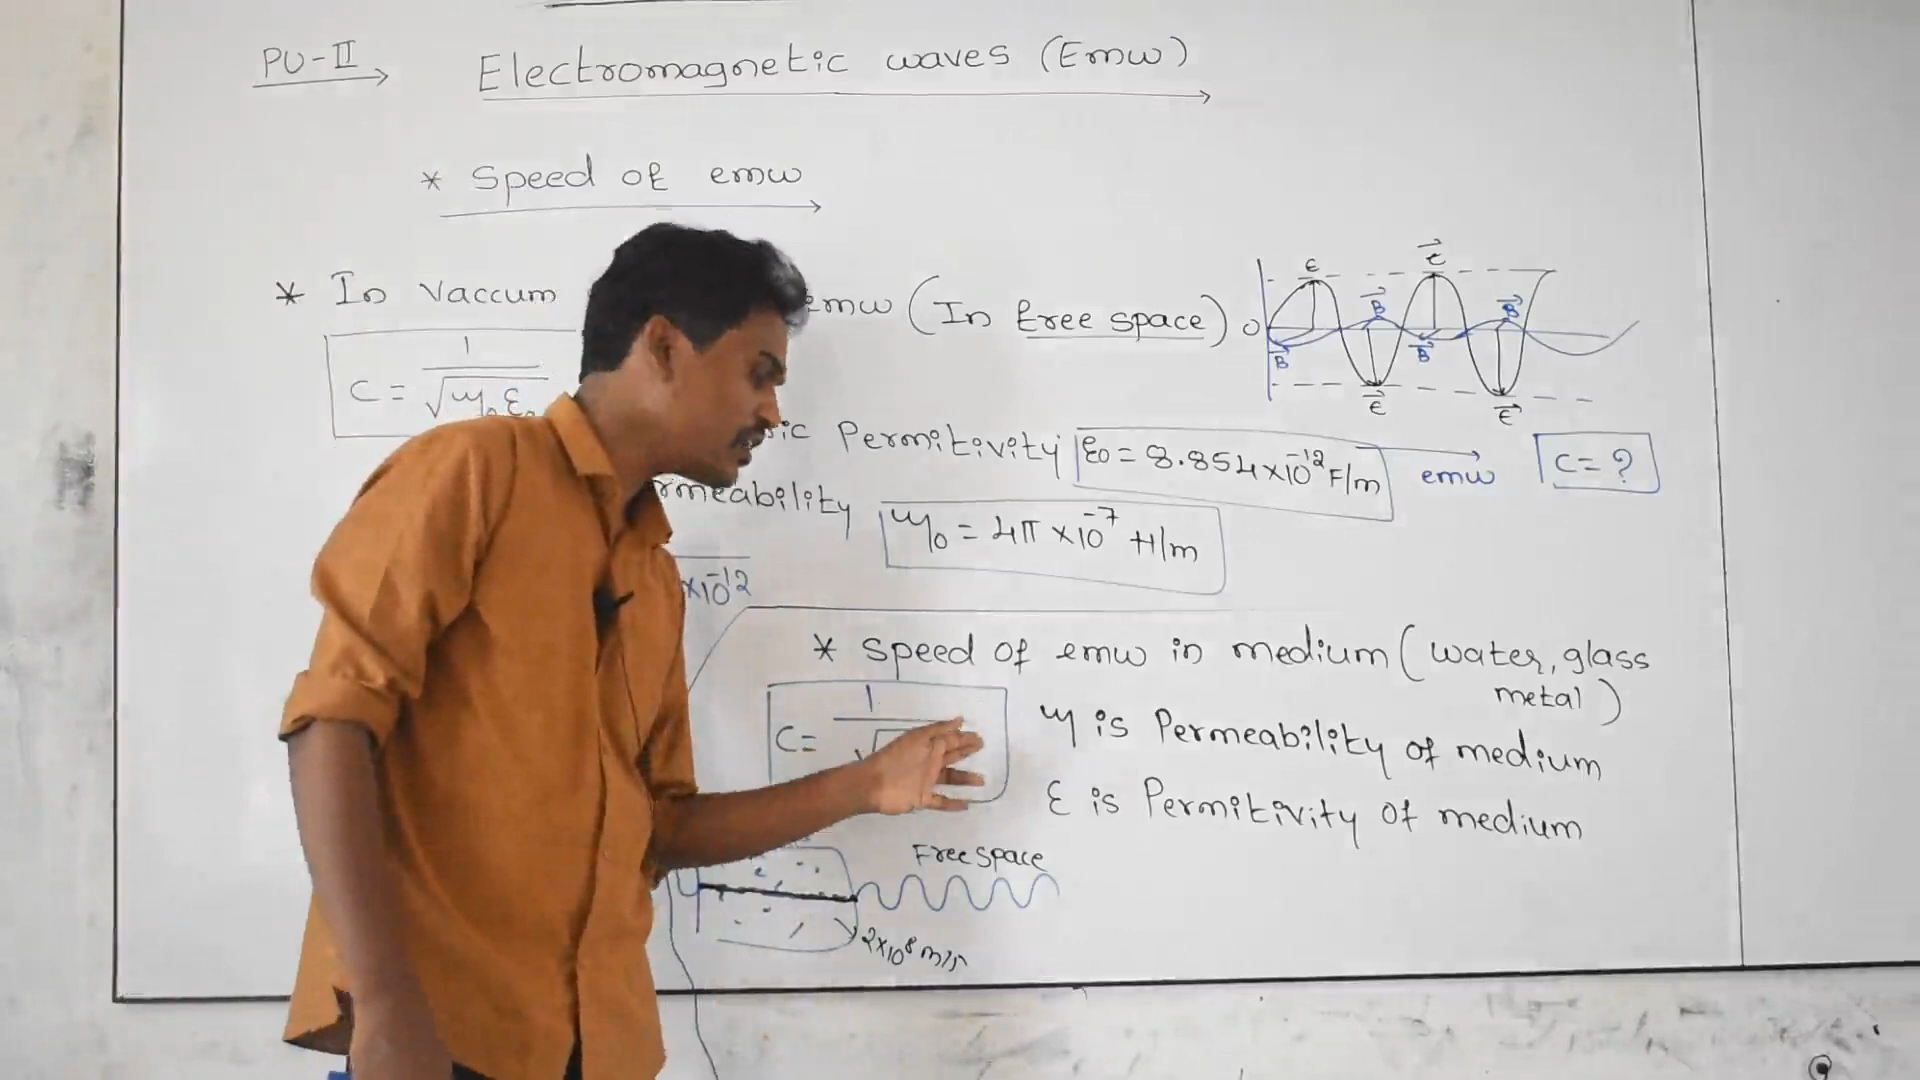 PU-II
Electromagnetic waves (Emw)
* Speed of emw
* In vaccum
emw (In free space)
C = 1/√μ₀ε₀
Permitivity ε₀ = 8.854×10⁻¹² F/m
rmeability μ₀ = 4π×10⁻⁷ H/m
×10⁻¹²
0
E
E
B
B
B
B
E
E
emw
C = ?
* Speed of emw in medium (water, glass
metal)
C = 1/√
μ is Permeability of medium
ε is Permitivity of medium
Free space
2×10⁸ m/s